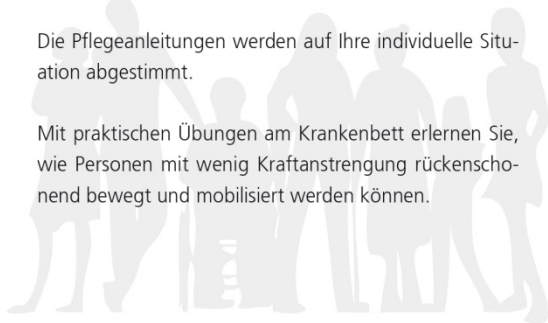 Die Pflegeanleitungen werden auf Ihre individuelle Situ-
ation abgestimmt.
Mit praktischen Übungen am Krankenbett erlernen Sie,
wie Personen mit wenig Kraftanstrengung rückenscho-
nend bewegt und mobilisiert werden können.